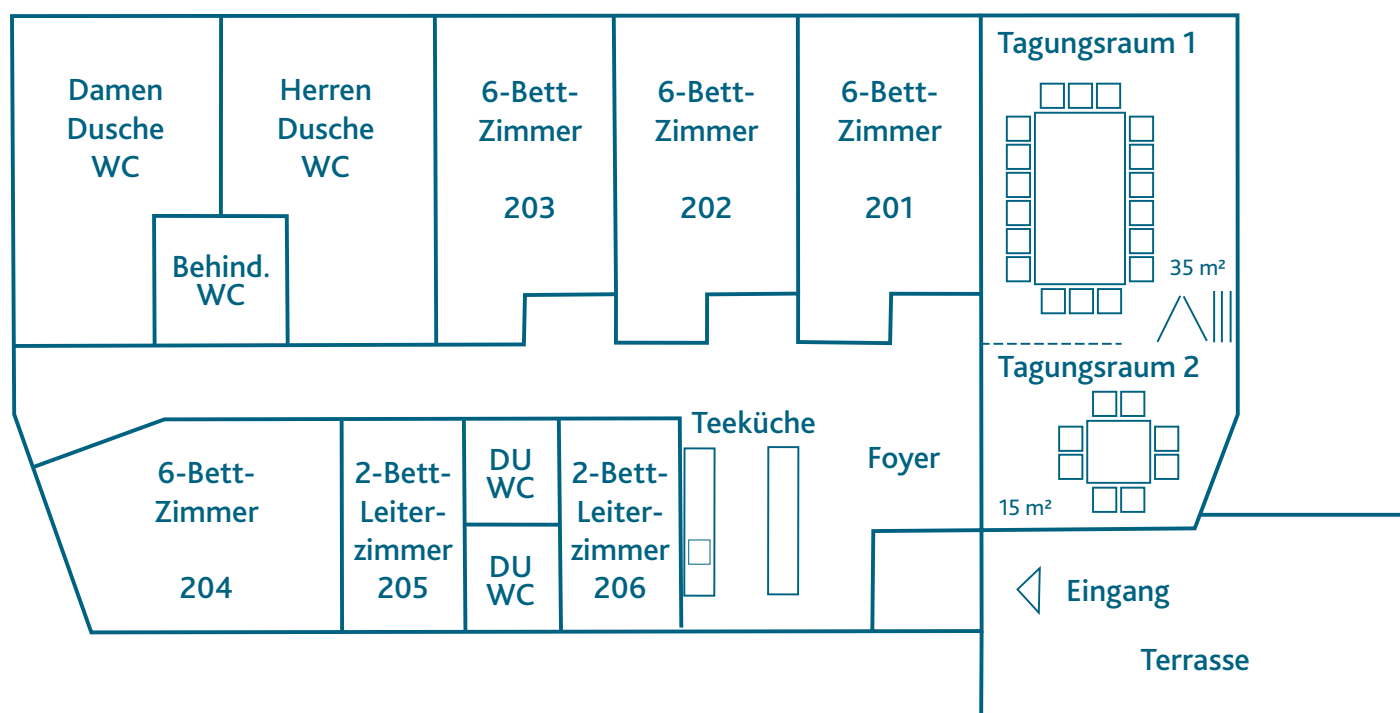 Damen
Dusche
WC
Herren
Dusche
WC
6-Bett-
Zimmer
203
6-Bett-
Zimmer
202
6-Bett-
Zimmer
201
Tagungsraum 1
35 m²
Behind.
WC
Tagungsraum 2
15 m²
6-Bett-
Zimmer
204
2-Bett-
Leiter-
zimmer
205
DU
WC
DU
WC
2-Bett-
Leiter-
zimmer
206
Teeküche
Foyer
Eingang
Terrasse